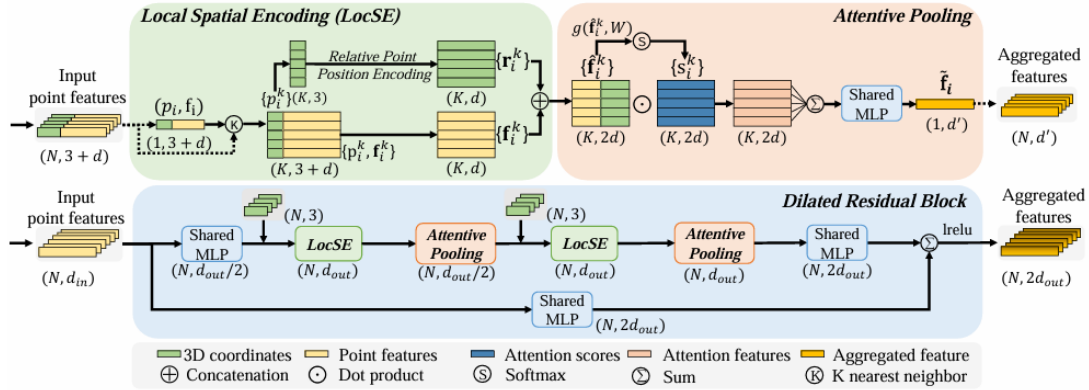 Local Spatial Encoding (LocSE)
Attentive Pooling
Input
point features
(N, 3 + d)
(p_i, f_i)
(1, 3 + d)
K
{p_i^k}(K, 3)
Relative Point
Position Encoding
{r_i^k}
(K, d)
(K, 3 + d)
{p_i^k, f_i^k}
{f_i^k}
(K, d)
g(f̂_i^k, W)
S
{f̂_i^k}
{s_i^k}
(K, 2d)
(K, 2d)
(K, 2d)
Σ
Shared
MLP
f̃_i
(1, d')
Aggregated
features
(N, d')
Input
point features
(N, d_in)
Dilated Residual Block
(N, 3)
(N, 3)
Shared
MLP
(N, d_out/2)
LocSE
(N, d_out)
Attentive
Pooling
(N, d_out/2)
LocSE
(N, d_out)
Attentive
Pooling
(N, d_out)
Shared
MLP
(N, 2d_out)
Σ
lrelu
Shared
MLP
(N, 2d_out)
Aggregated
features
(N, 2d_out)
3D coordinates
Point features
Attention scores
Attention features
Aggregated feature
⊕ Concatenation
⊙ Dot product
Ⓢ Softmax
Σ Sum
Ⓚ K nearest neighbor